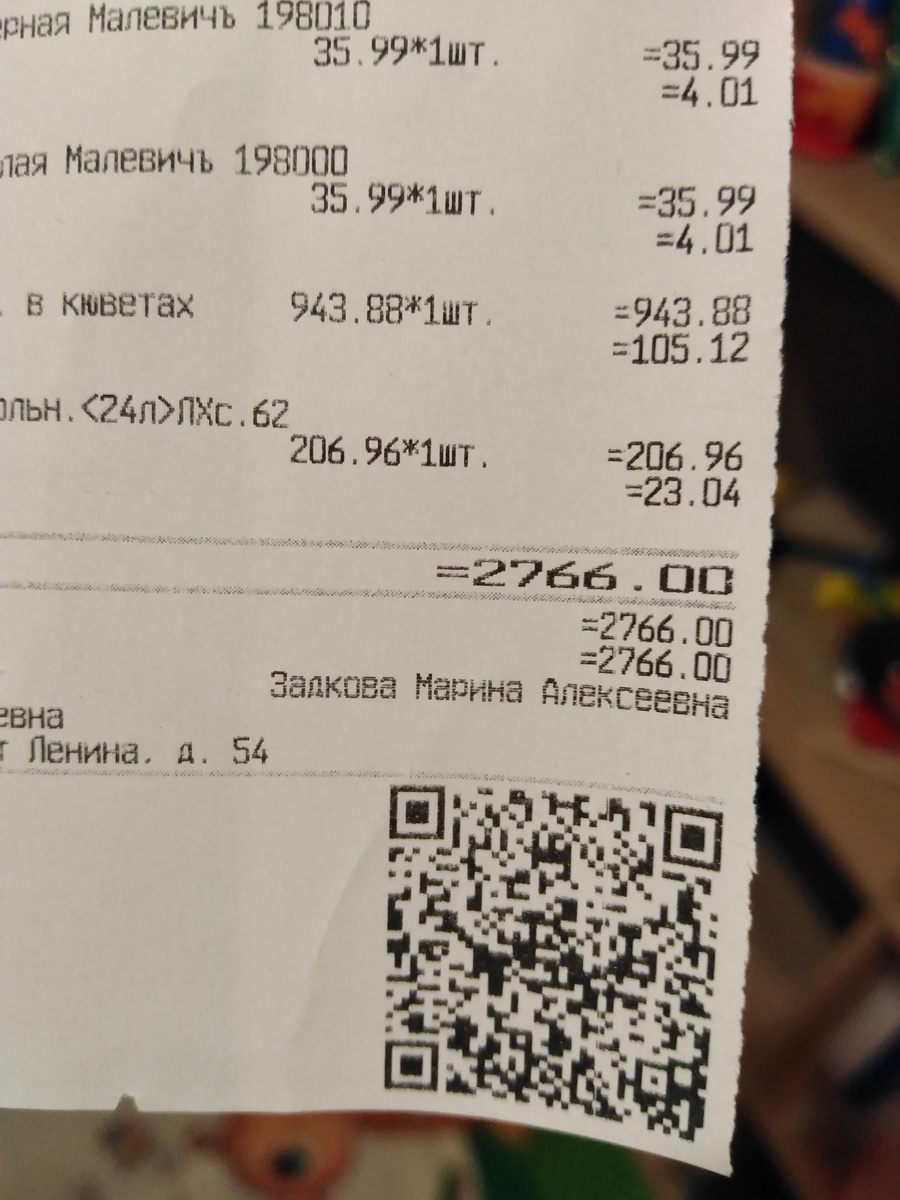 ерная Малевичъ 198010
35.99*1шт. =35.99
=4.01
лая Малевичъ 198000
35.99*1шт. =35.99
=4.01
. в кюветах 943.88*1шт. =943.88
=105.12
ольн.<24л>ЛХс.62
206.96*1шт. =206.96
=23.04
=2766.00
=2766.00
=2766.00
Задкова Марина Алексеевна
евна
т Ленина, д. 54